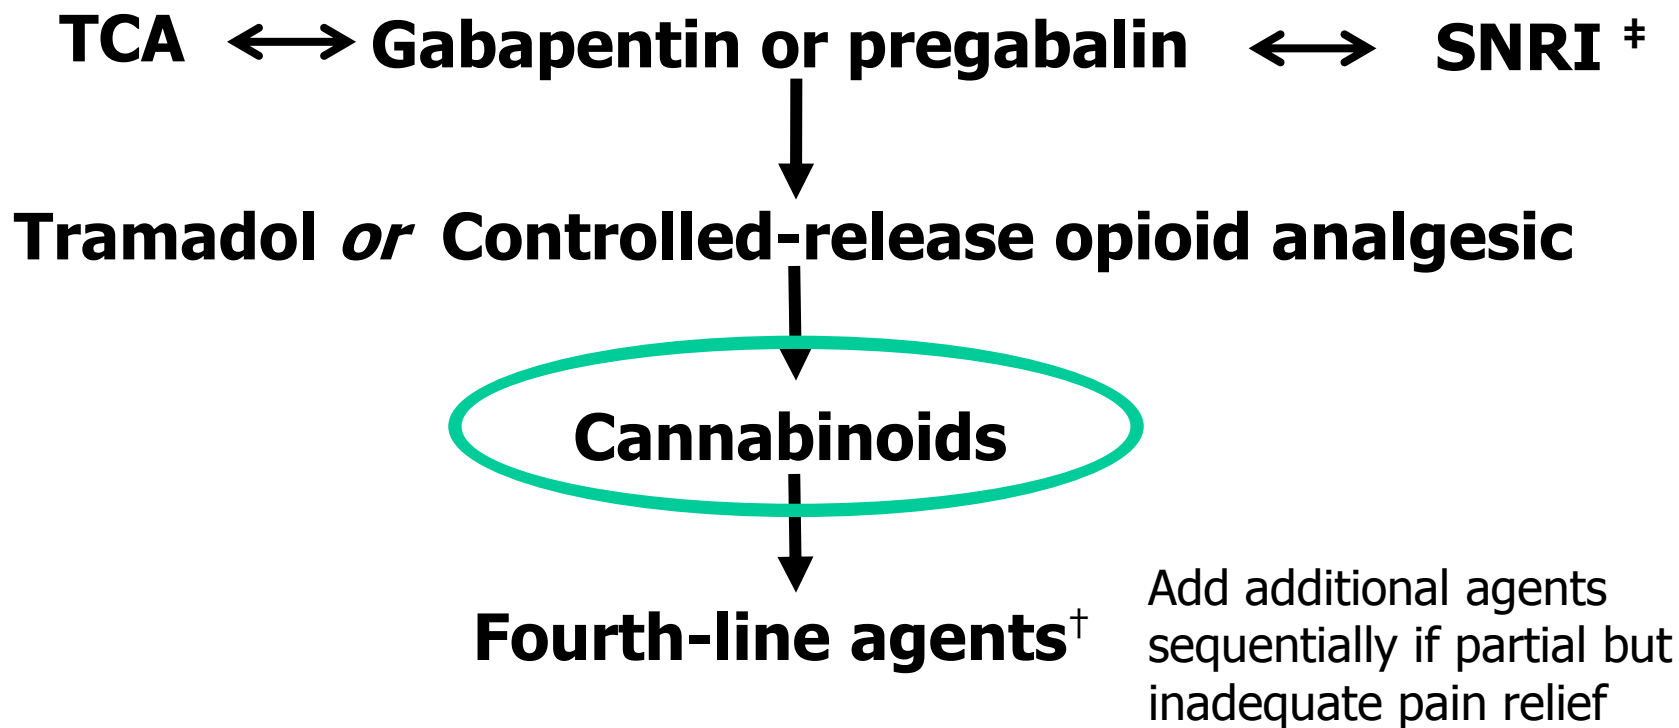 TCA Gabapentin or pregabalin SNRI ‡
Tramadol or Controlled-release opioid analgesic
Cannabinoids
Fourth-line agents†
Add additional agents
sequentially if partial but
inadequate pain relief